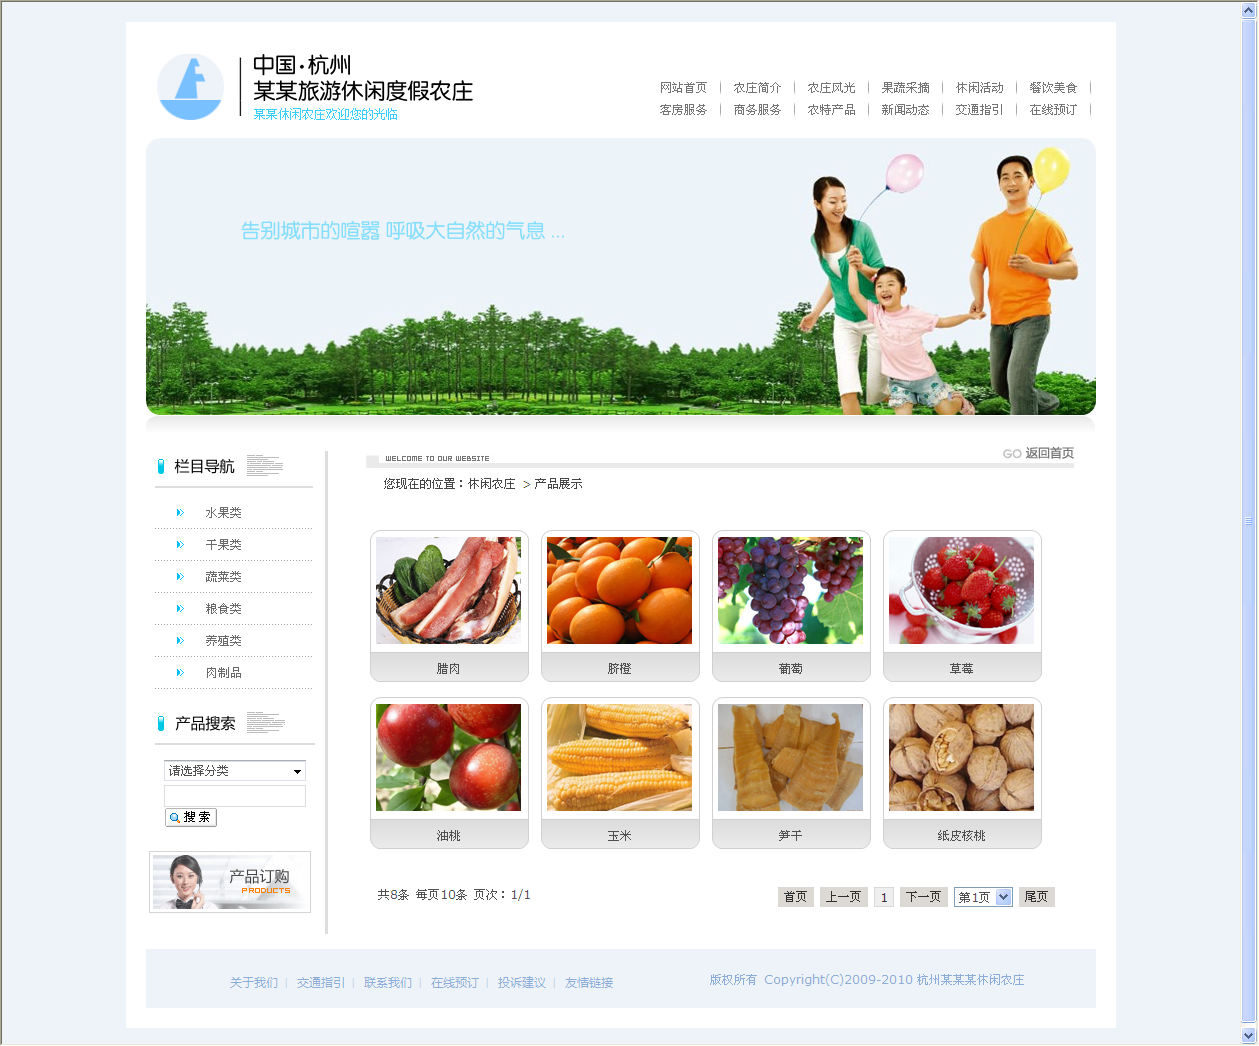 中国·杭州
某某旅游休闲度假农庄
某某休闲农庄欢迎您的光临
网站首页 农庄简介 农庄风光 果蔬采摘 休闲活动 餐饮美食
客房服务 商务服务 农特产品 新闻动态 交通指引 在线预订
告别城市的喧嚣 呼吸大自然的气息 ...
栏目导航
水果类
干果类
蔬菜类
粮食类
养殖类
肉制品
产品搜索
请选择分类
搜 索
产品订购
PRODUCTS
WELCOME TO OUR WEBSITE
GO 返回首页
您现在的位置：休闲农庄 > 产品展示
腊肉 脐橙 葡萄 草莓
油桃 玉米 笋干 纸皮核桃
共8条 每页10条 页次：1/1
首页 上一页 1 下一页 第1页 尾页
关于我们 | 交通指引 | 联系我们 | 在线预订 | 投诉建议 | 友情链接
版权所有 Copyright(C)2009-2010 杭州某某某休闲农庄